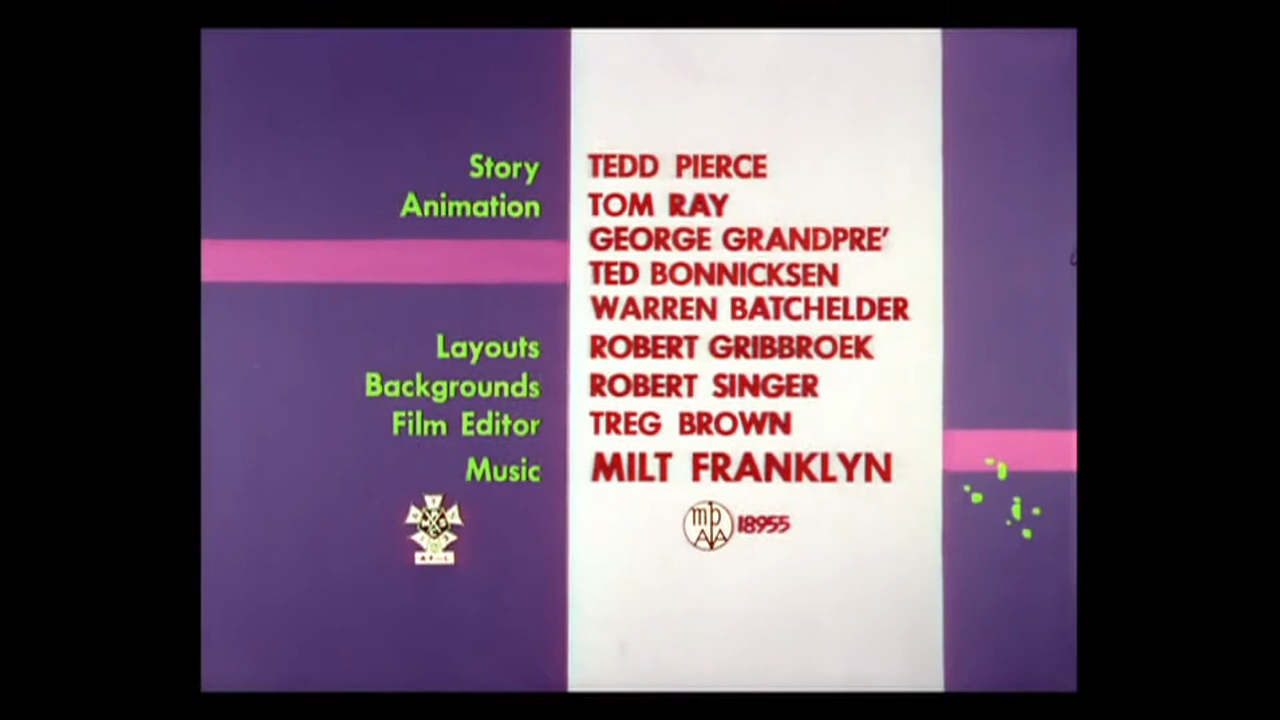 Story TEDD PIERCE
Animation TOM RAY
GEORGE GRANDPRE'
TED BONNICKSEN
WARREN BATCHELDER
Layouts ROBERT GRIBBROEK
Backgrounds ROBERT SINGER
Film Editor TREG BROWN
Music MILT FRANKLYN
mpAA 18955